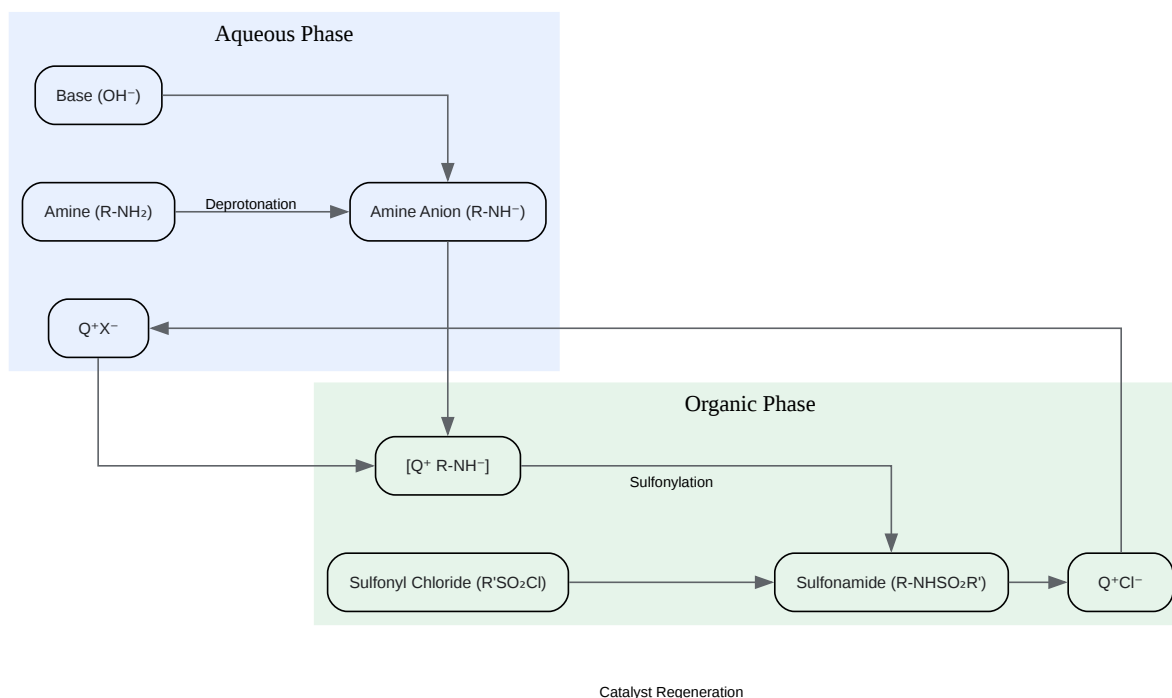 Aqueous Phase
Base (OH⁻)
Amine (R-NH₂)
Deprotonation
Amine Anion (R-NH⁻)
Q⁺X⁻
Organic Phase
[Q⁺ R-NH⁻]
Sulfonylation
Sulfonyl Chloride (R'SO₂Cl)
Sulfonamide (R-NHSO₂R')
Q⁺Cl⁻
Catalyst Regeneration